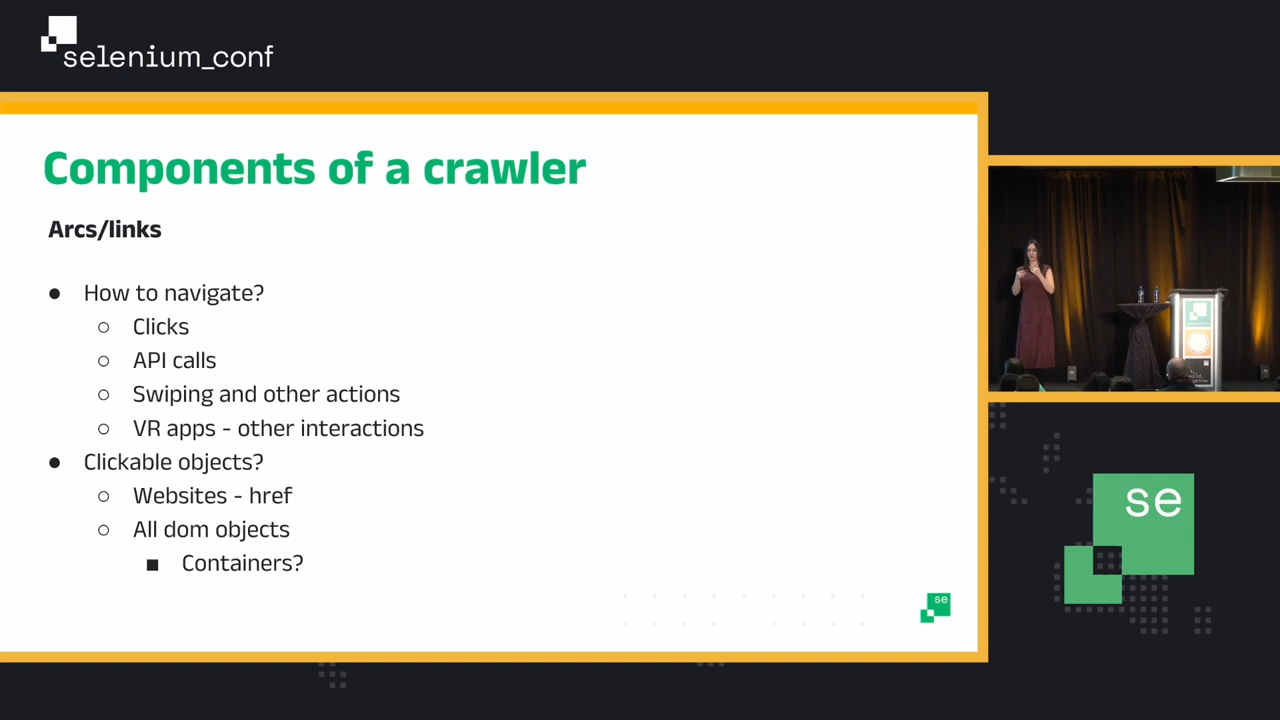 selenium_conf
Components of a crawler
Arcs/links
● How to navigate?
○ Clicks
○ API calls
○ Swiping and other actions
○ VR apps - other interactions
● Clickable objects?
○ Websites - href
○ All dom objects
■ Containers?
se
se